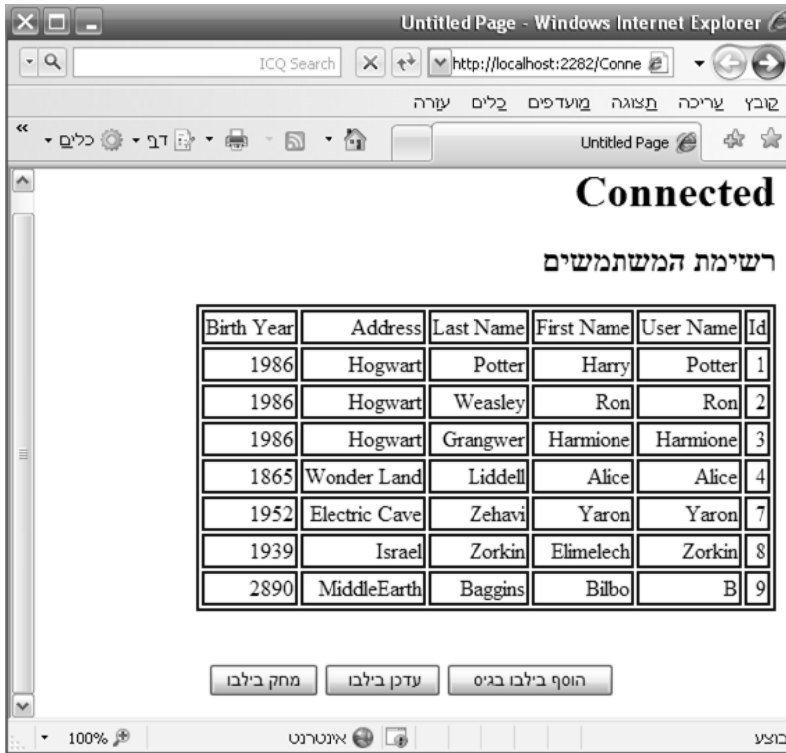 Untitled Page - Windows Internet Explorer
http://localhost:2282/Conne ICQ Search
קובץ עריכה תצוגה מועדפים כלים עזרה
Untitled Page דף כלים
Connected
רשימת המשתמשים
Id User Name First Name Last Name Address Birth Year
1 Potter Harry Potter Hogwart 1986
2 Ron Ron Weasley Hogwart 1986
3 Harmione Harmione Grangwer Hogwart 1986
4 Alice Alice Liddell Wonder Land 1865
7 Yaron Yaron Zehavi Electric Cave 1952
8 Zorkin Elimelech Zorkin Israel 1939
9 B Bilbo Baggins MiddleEarth 2890
הוסף בילבו בגיס עדכן בילבו מחק בילבו
בוצע אינטרנט 100%